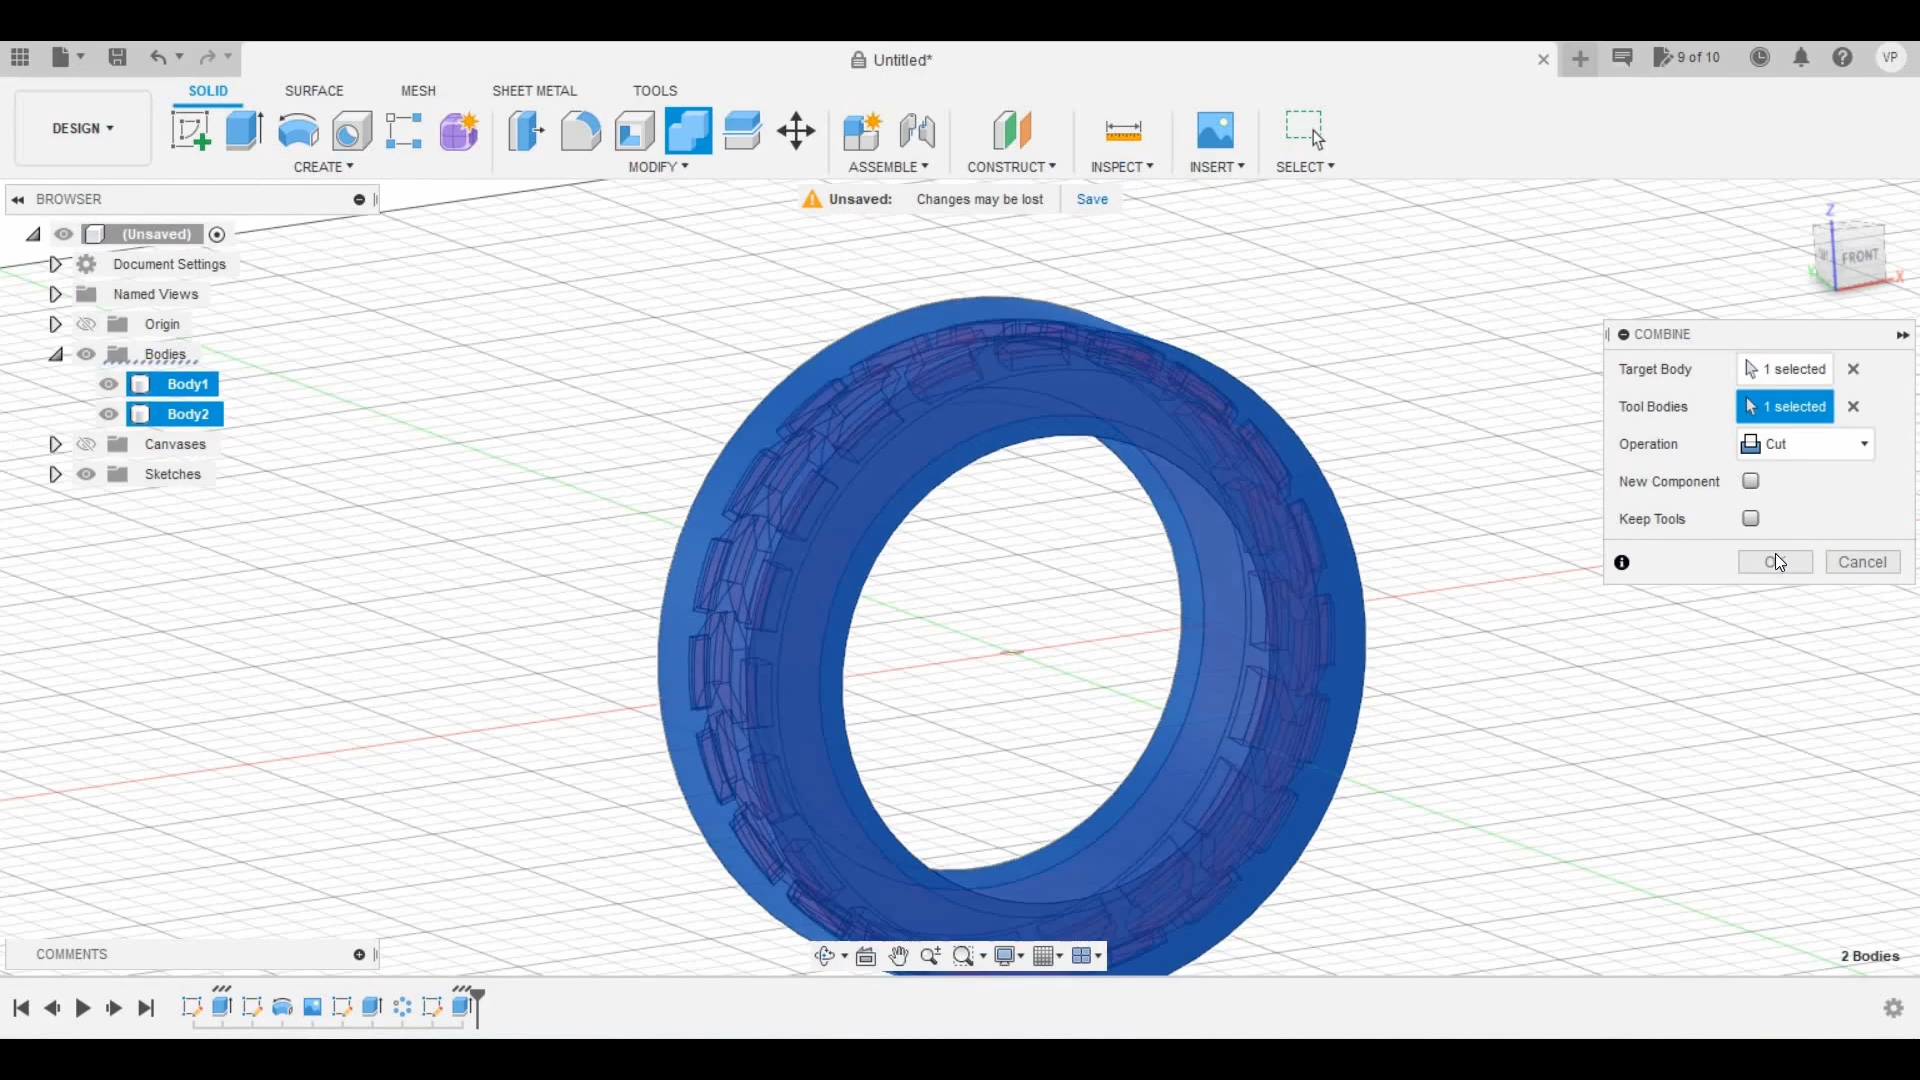 Untitled*
9 of 10
VP
DESIGN
SOLID
SURFACE
MESH
SHEET METAL
TOOLS
CREATE
MODIFY
ASSEMBLE
CONSTRUCT
INSPECT
INSERT
SELECT
BROWSER
Unsaved: Changes may be lost Save
(Unsaved)
Document Settings
Named Views
Origin
Bodies
Body1
Body2
Canvases
Sketches
Z
FRONT
X
COMBINE
Target Body 1 selected
Tool Bodies 1 selected
Operation Cut
New Component
Keep Tools
Cancel
COMMENTS
2 Bodies